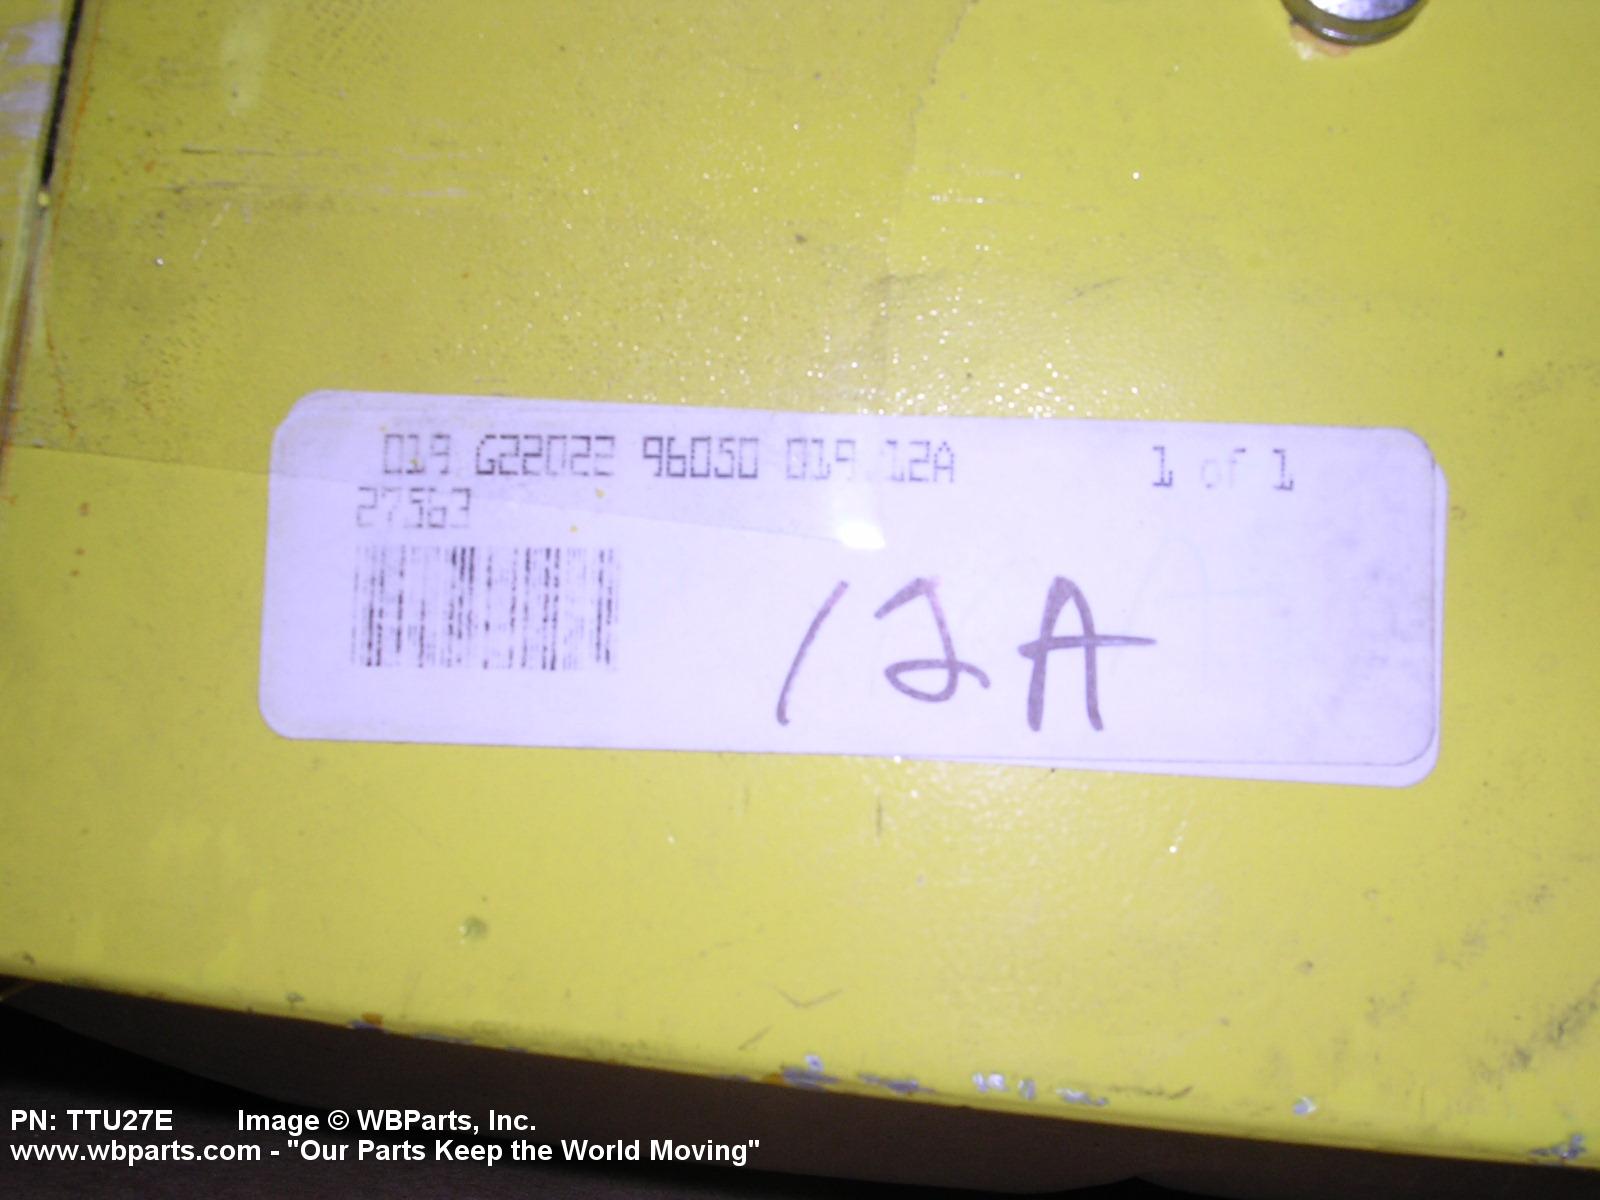 019 G22022 96050 019 12A 1 of 1
27563
12A
PN: TTU27E Image © WBParts, Inc.
www.wbparts.com - "Our Parts Keep the World Moving"